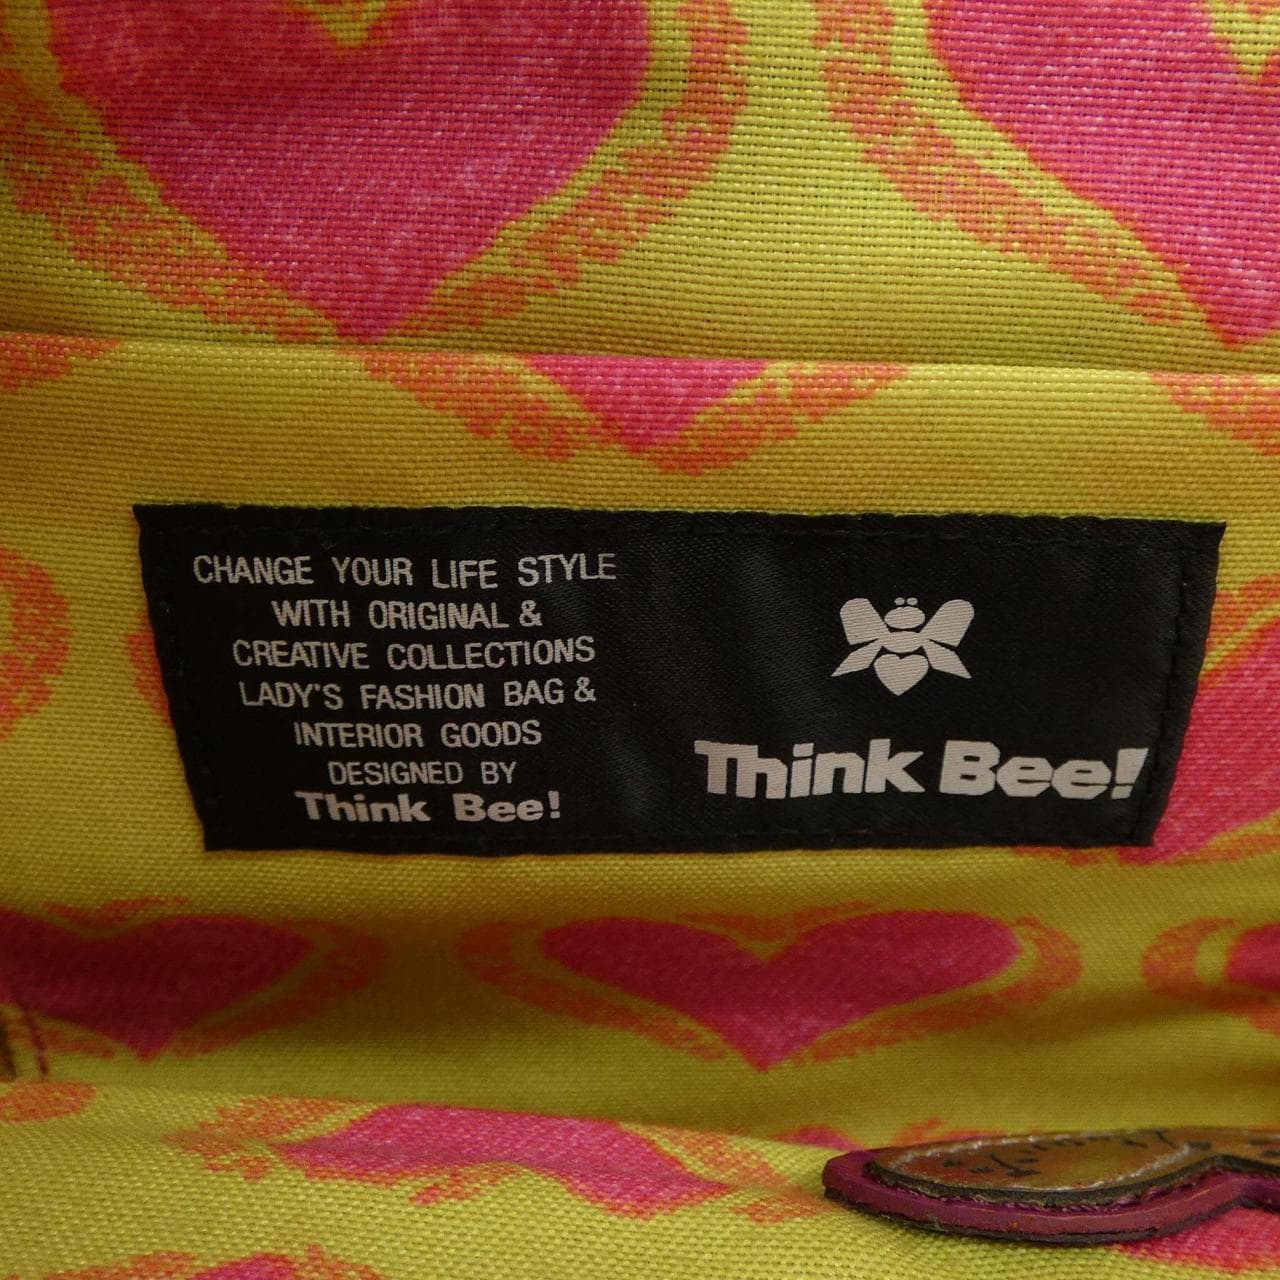 CHANGE YOUR LIFE STYLE
WITH ORIGINAL &
CREATIVE COLLECTIONS
LADY'S FASHION BAG &
INTERIOR GOODS
DESIGNED BY
Think Bee!
Think Bee!